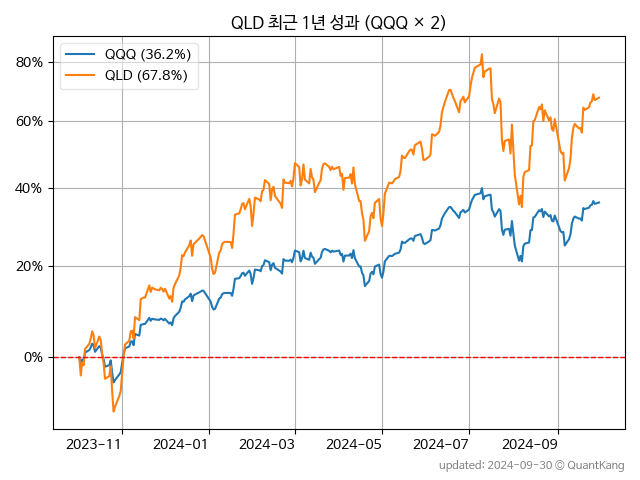 QLD 최근 1년 성과 (QQQ × 2)
QQQ (36.2%)
QLD (67.8%)
80%
60%
40%
20%
0%
2023-11 2024-01 2024-03 2024-05 2024-07 2024-09
updated: 2024-09-30 © QuantKang